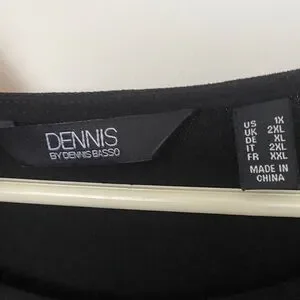 DENNIS
BY DENNIS BASSO
US 1X
UK 2XL
DE XL
IT 2XL
FR XXL
MADE IN
CHINA